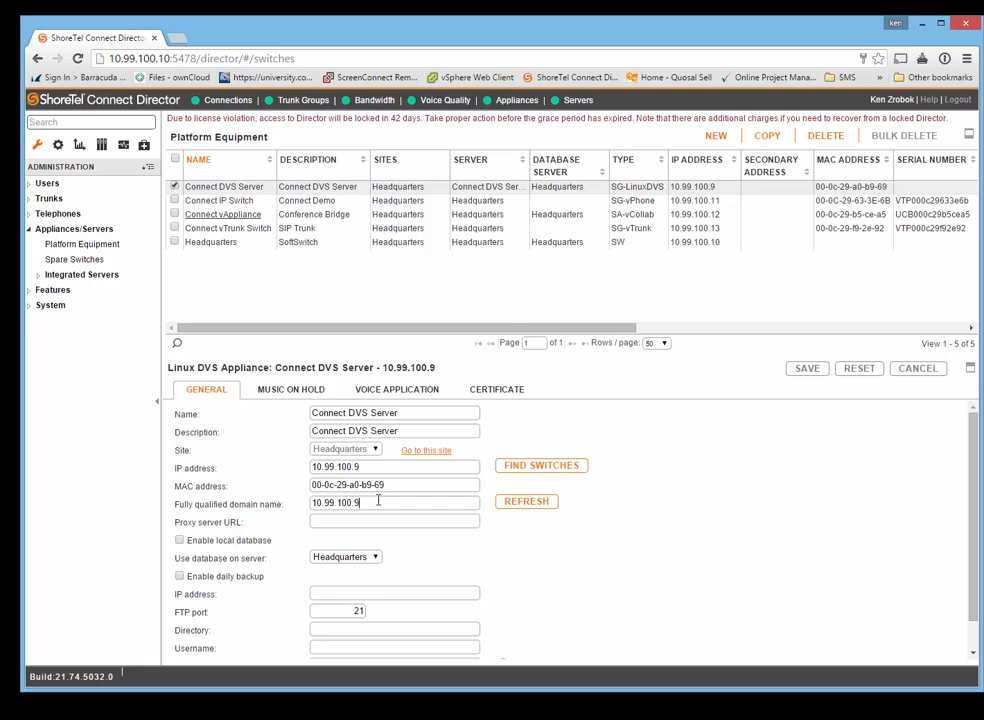 ken
ShoreTel Connect Directo
10.99.100.10:5478/director/#/switches
Sign In › Barracuda ... Files - ownCloud https://university.co... ScreenConnect Rem... vSphere Web Client ShoreTel Connect Di... Home - Quosal Sell Online Project Mana... SMS » Other bookmarks
ShoreTel Connect Director Connections Trunk Groups Bandwidth Voice Quality Appliances Servers Ken Zrobok | Help | Logout
Search
Due to license violation, access to Director will be locked in 42 days. Take proper action before the grace period has expired. Note that there are additional charges if you need to recover from a locked Director.
Platform Equipment NEW COPY DELETE BULK DELETE
NAME DESCRIPTION SITES SERVER DATABASE SERVER TYPE IP ADDRESS SECONDARY ADDRESS MAC ADDRESS SERIAL NUMBER
Connect DVS Server Connect DVS Server Headquarters Connect DVS Ser... Headquarters SG-LinuxDVS 10.99.100.9 00-0c-29-a0-b9-69
Connect IP Switch Connect Demo Headquarters Headquarters SG-vPhone 10.99.100.11 00-0C-29-63-3E-6B VTP000c29633e6b
Connect vAppliance Conference Bridge Headquarters Headquarters Headquarters SA-vCollab 10.99.100.12 00-0c-29-b5-ce-a5 UCB000c29b5cea5
Connect vTrunk Switch SIP Trunk Headquarters Headquarters SG-vTrunk 10.99.100.13 00-0c-29-f9-2e-92 VTP000c29f92e92
Headquarters SoftSwitch Headquarters Headquarters Headquarters SW 10.99.100.10
ADMINISTRATION
Users
Trunks
Telephones
Appliances/Servers
Platform Equipment
Spare Switches
Integrated Servers
Features
System
Page 1 of 1 Rows / page: 50 View 1 - 5 of 5
Linux DVS Appliance: Connect DVS Server - 10.99.100.9 SAVE RESET CANCEL
GENERAL MUSIC ON HOLD VOICE APPLICATION CERTIFICATE
Name: Connect DVS Server
Description: Connect DVS Server
Site: Headquarters Go to this site
IP address: 10.99.100.9 FIND SWITCHES
MAC address: 00-0c-29-a0-b9-69
Fully qualified domain name: 10.99.100.9 REFRESH
Proxy server URL:
Enable local database
Use database on server: Headquarters
Enable daily backup
IP address:
FTP port: 21
Directory:
Username:
Build:21.74.5032.0